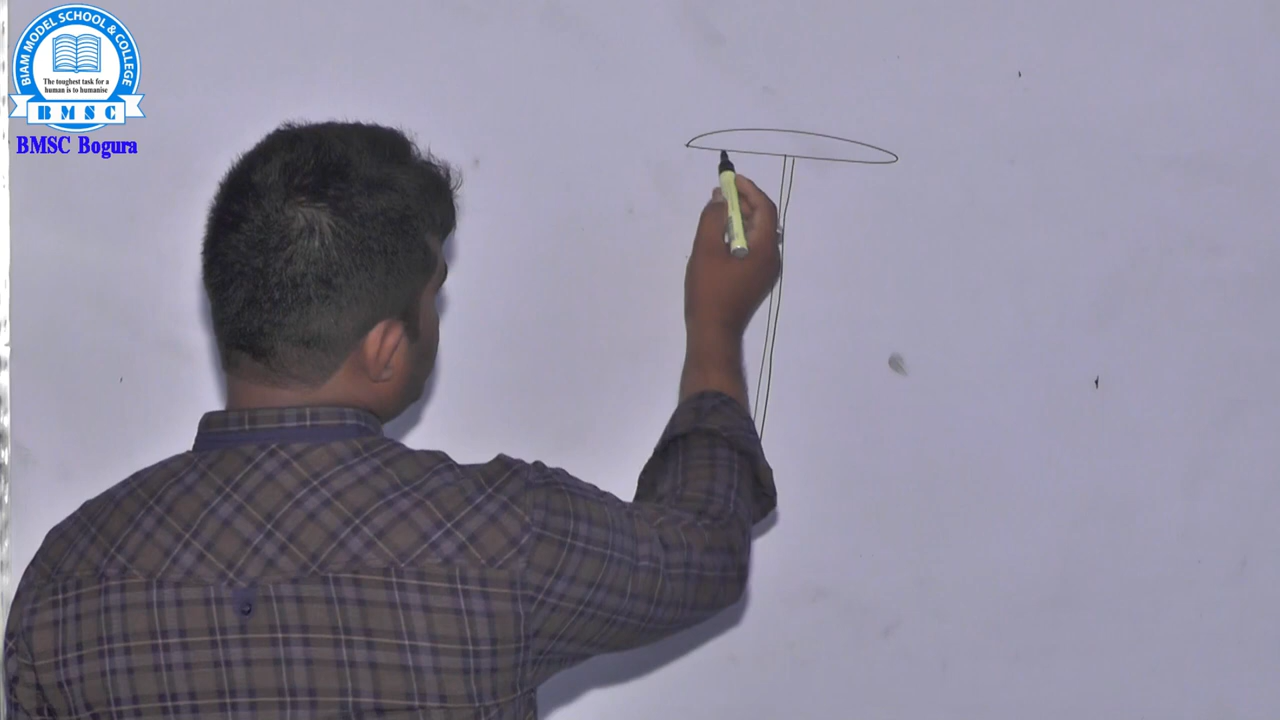 BIAM MODEL SCHOOL & COLLEGE
The toughest task for a
human is to humanise
BMSC
BMSC Bogura